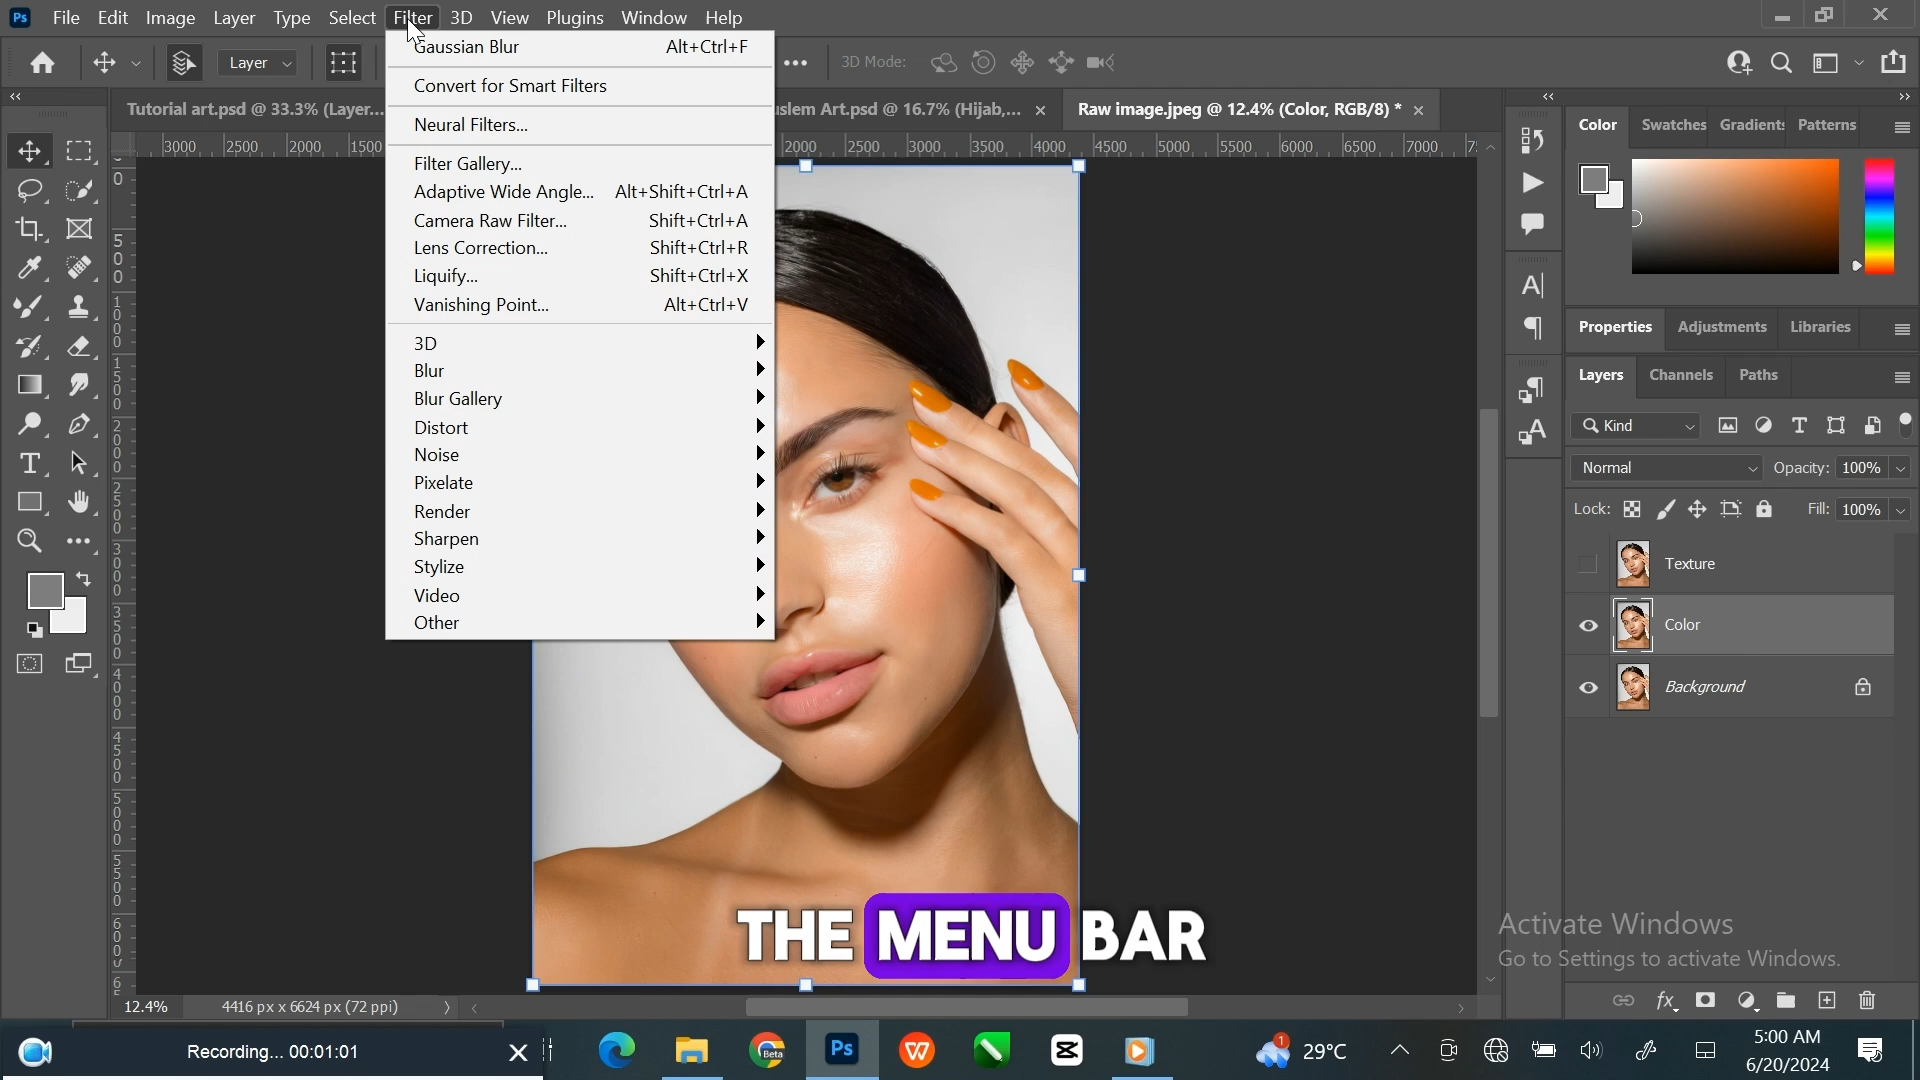 Ps File Edit Image Layer Type Select Filter 3D View Plugins Window Help
Layer
3D Mode:
Tutorial art.psd @ 33.3% (Layer...
slem Art.psd @ 16.7% (Hijab,...
Raw image.jpeg @ 12.4% (Color, RGB/8) *
3000 2500 2000 1500
2000 2500 3000 3500 4000 4500 5000 5500 6000 6500 7000
Gaussian Blur Alt+Ctrl+F
Convert for Smart Filters
Neural Filters...
Filter Gallery...
Adaptive Wide Angle... Alt+Shift+Ctrl+A
Camera Raw Filter... Shift+Ctrl+A
Lens Correction... Shift+Ctrl+R
Liquify... Shift+Ctrl+X
Vanishing Point... Alt+Ctrl+V
3D
Blur
Blur Gallery
Distort
Noise
Pixelate
Render
Sharpen
Stylize
Video
Other
Color Swatches Gradients Patterns
Properties Adjustments Libraries
Layers Channels Paths
Kind
Normal Opacity: 100%
Lock: Fill: 100%
Texture
Color
Background
THE MENU BAR
Activate Windows
Go to Settings to activate Windows.
12.4% 4416 px x 6624 px (72 ppi)
Recording... 00:01:01
Beta
Ps
1
29°C
5:00 AM
6/20/2024